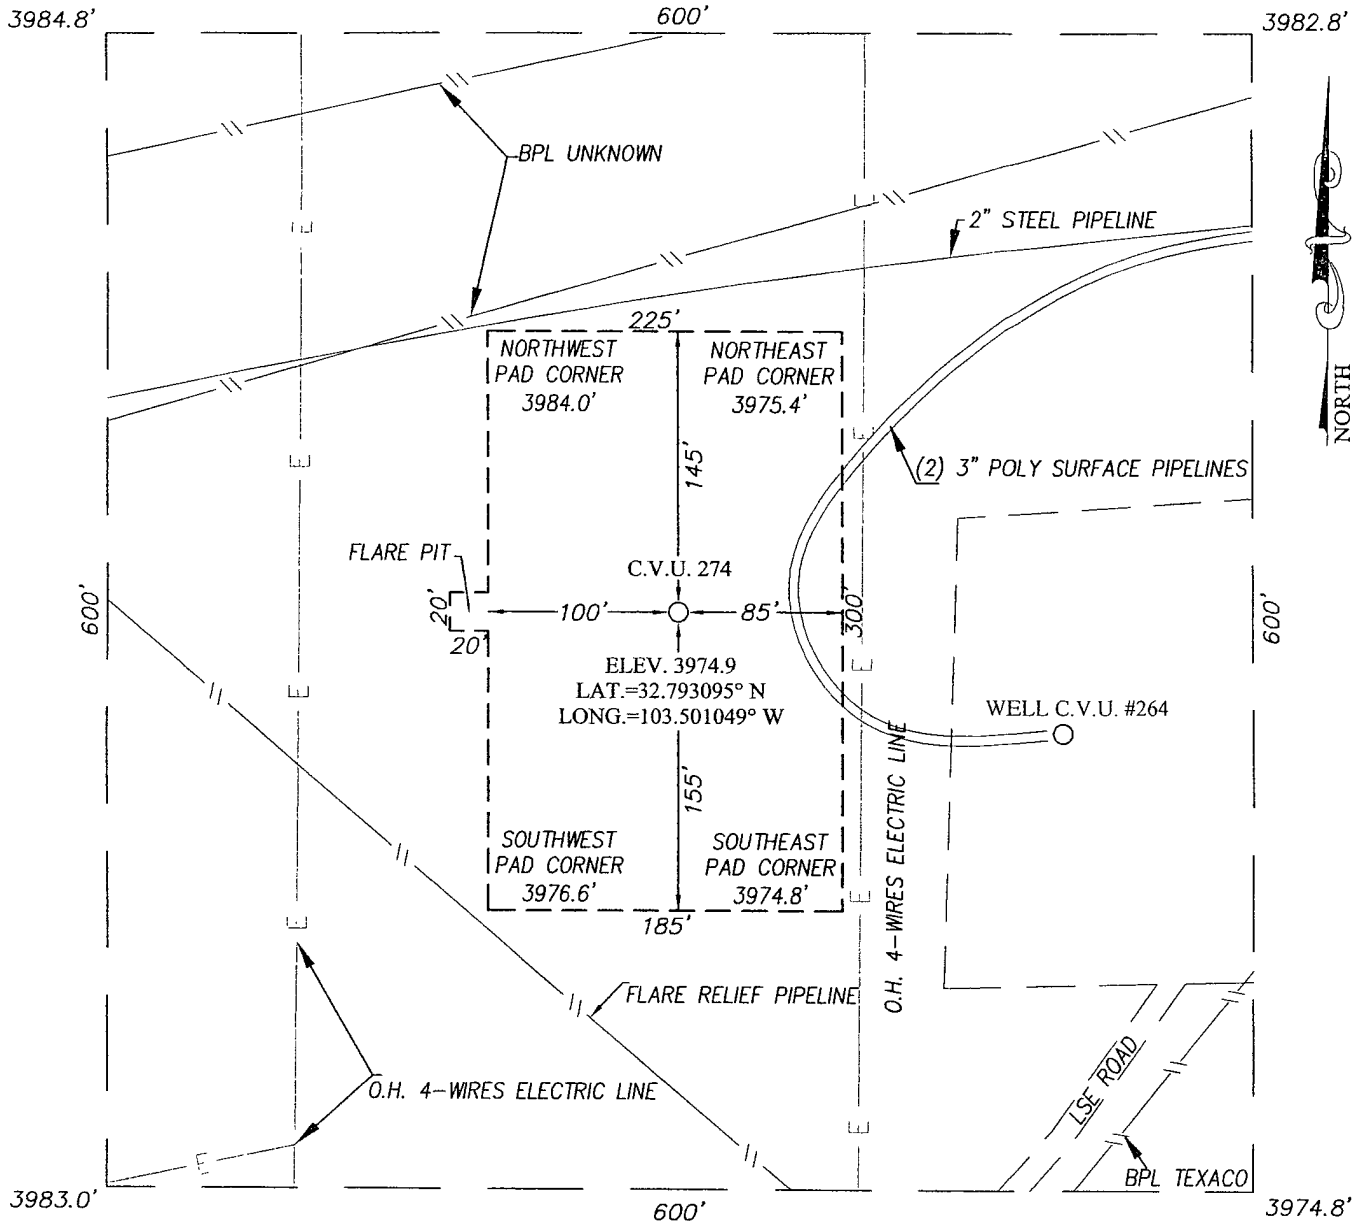 3984.8'
600'
3982.8'
BPL UNKNOWN
2" STEEL PIPELINE
225'
NORTHWEST
PAD CORNER
3984.0'
NORTHEAST
PAD CORNER
3975.4'
NORTH
145'
(2) 3" POLY SURFACE PIPELINES
FLARE PIT
C.V.U. 274
600'
20'
20'
100'
85'
300'
600'
ELEV. 3974.9
LAT.=32.793095° N
LONG.=103.501049° W
WELL C.V.U. #264
155'
O.H. 4-WIRES ELECTRIC LINE
SOUTHWEST
PAD CORNER
3976.6'
SOUTHEAST
PAD CORNER
3974.8'
185'
FLARE RELIEF PIPELINE
O.H. 4-WIRES ELECTRIC LINE
LSE ROAD
BPL TEXACO
3983.0'
600'
3974.8'
E
E
E
E
E
E
E
E
E
E